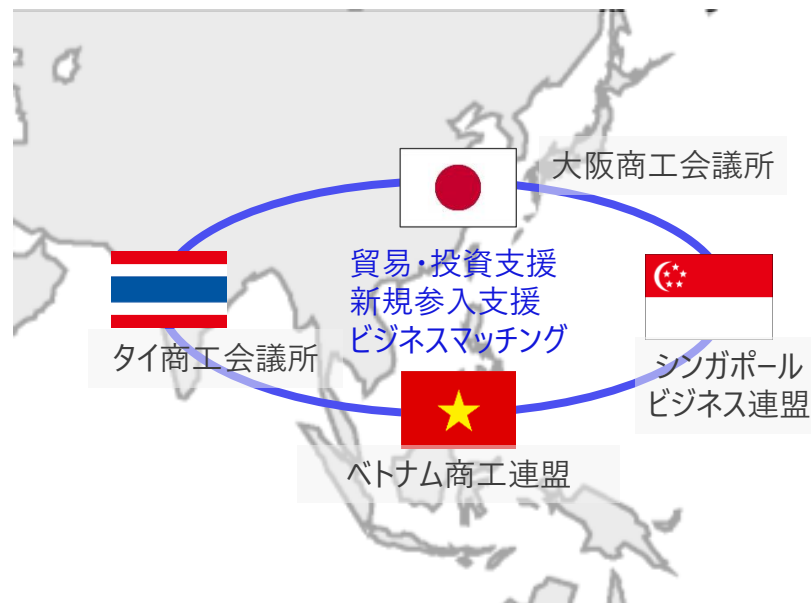 大阪商工会議所
貿易・投資支援
新規参入支援
ビジネスマッチング
タイ商工会議所
シンガポール
ビジネス連盟
ベトナム商工連盟